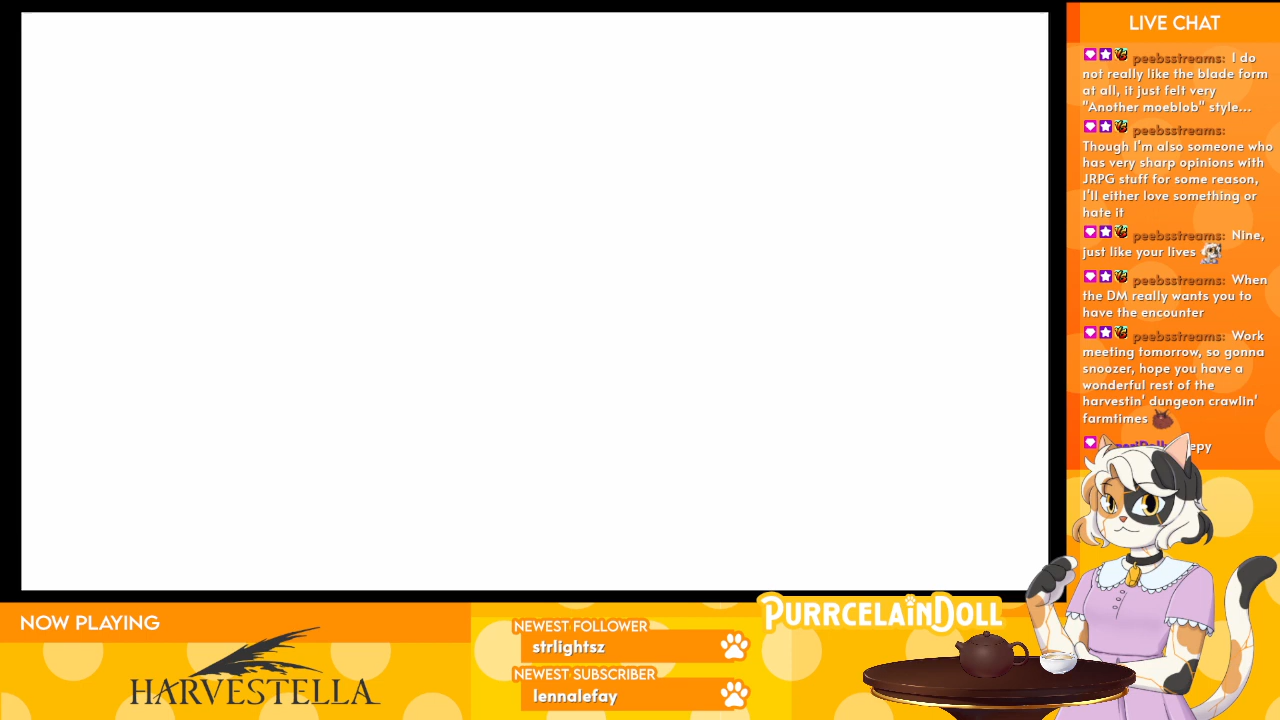 LIVE CHAT
peebsstreams: I do
not really like the blade form
at all, it just felt very
"Another moeblob" style...
peebsstreams:
Though I'm also someone who
has very sharp opinions with
JRPG stuff for some reason,
I'll either love something or
hate it
peebsstreams: Nine,
just like your lives
peebsstreams: When
the DM really wants you to
have the encounter
peebsstreams: Work
meeting tomorrow, so gonna
snoozer, hope you have a
wonderful rest of the
harvestin' dungeon crawlin'
farmtimes
NOW PLAYING
HARVESTELLA
NEWEST FOLLOWER
strlightsz
NEWEST SUBSCRIBER
lennalefay
PURRCELAINDOLL